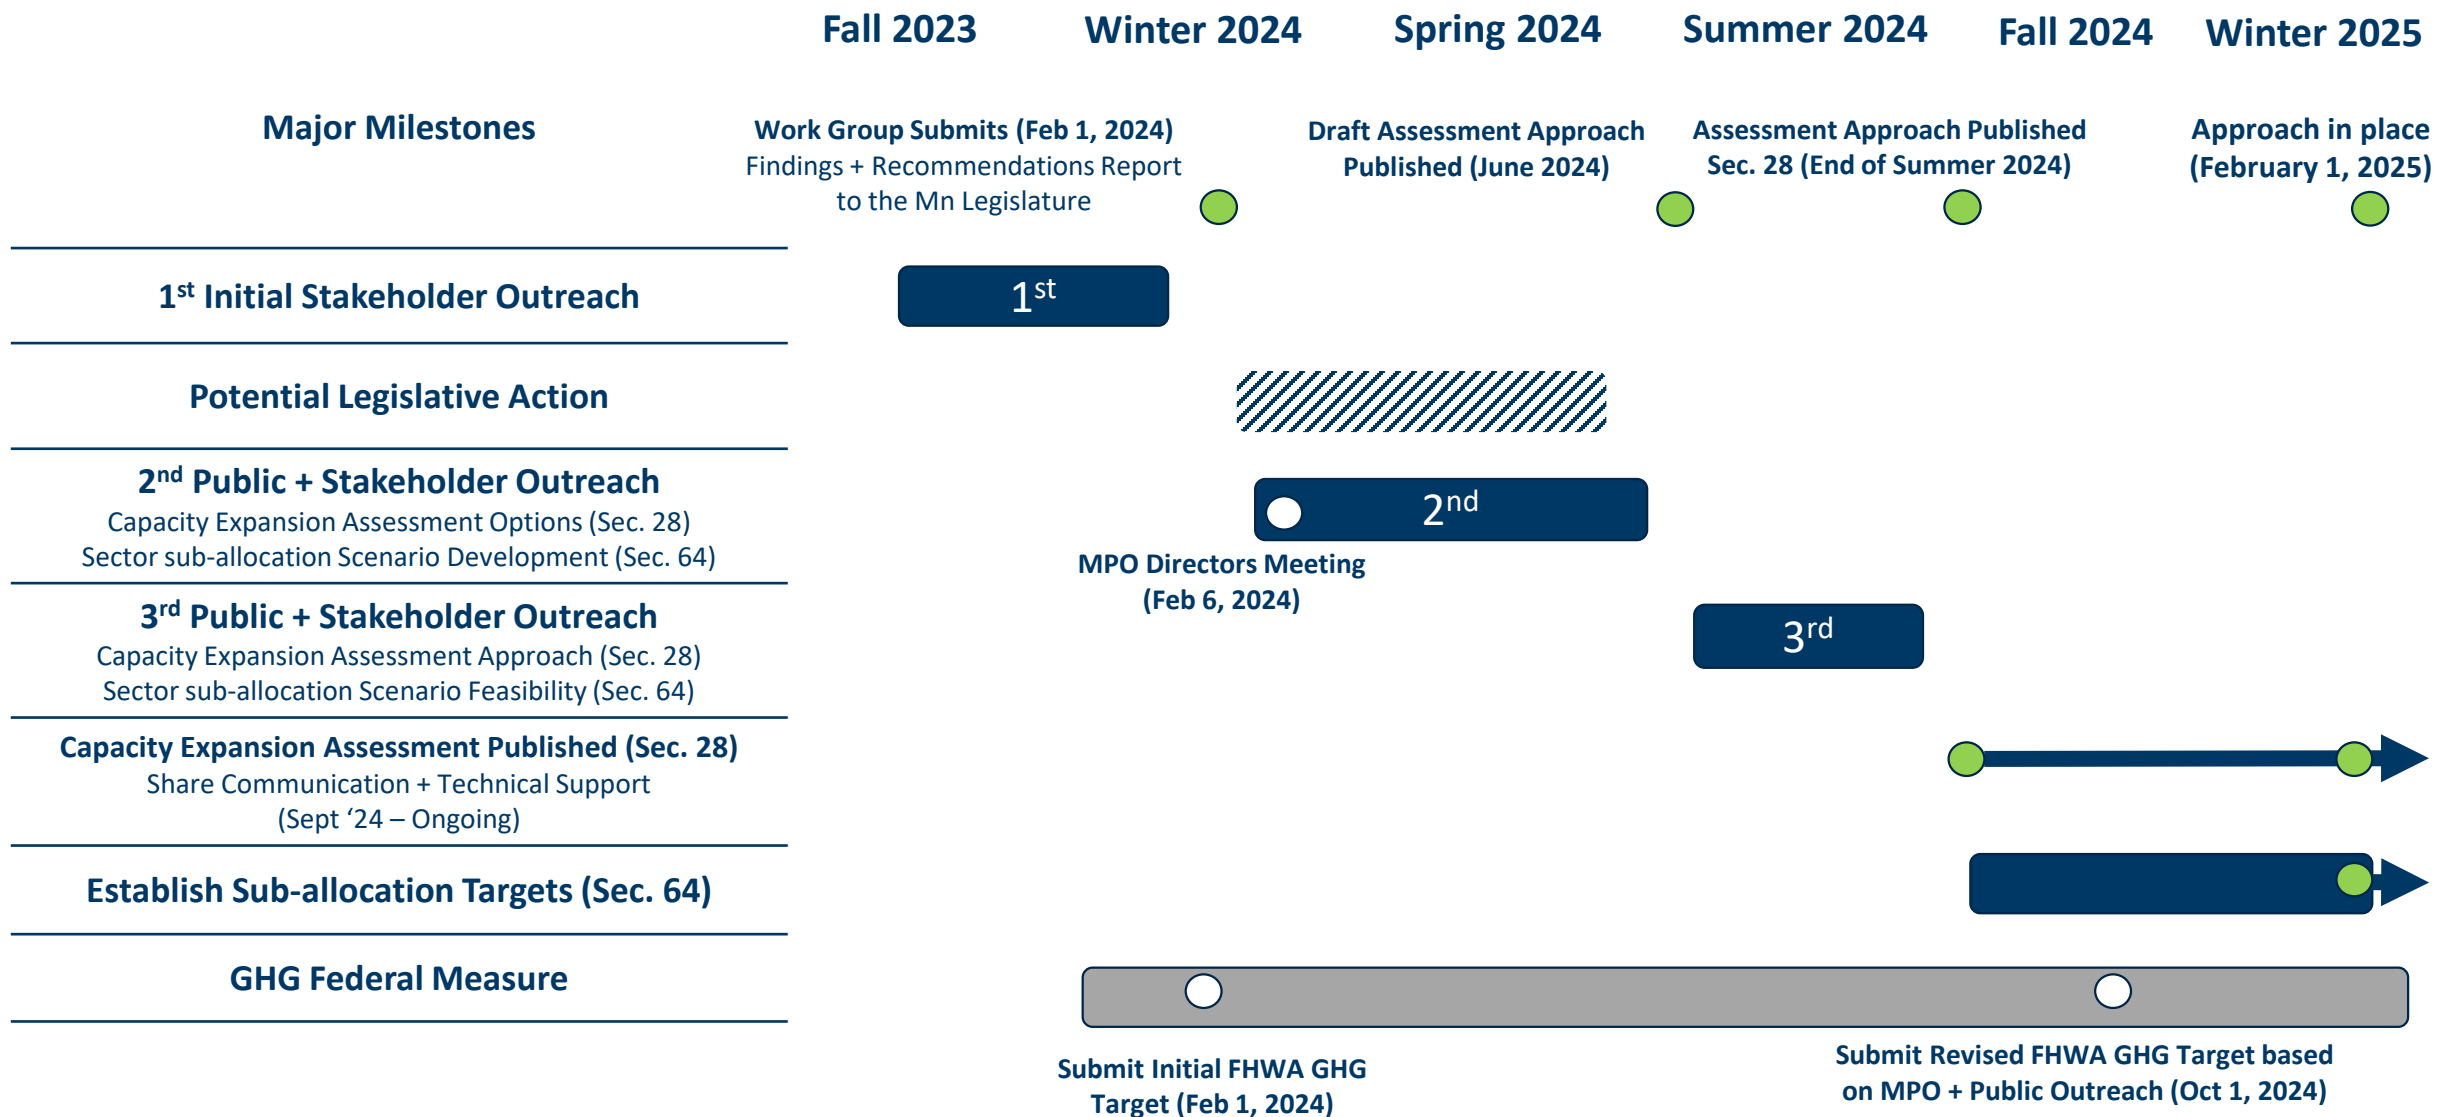 Fall 2023 Winter 2024 Spring 2024 Summer 2024 Fall 2024 Winter 2025
Major Milestones
Work Group Submits (Feb 1, 2024)
Findings + Recommendations Report
to the Mn Legislature
Draft Assessment Approach
Published (June 2024)
Assessment Approach Published
Sec. 28 (End of Summer 2024)
Approach in place
(February 1, 2025)
1st Initial Stakeholder Outreach
1st
Potential Legislative Action
2nd Public + Stakeholder Outreach
Capacity Expansion Assessment Options (Sec. 28)
Sector sub-allocation Scenario Development (Sec. 64)
2nd
MPO Directors Meeting
(Feb 6, 2024)
3rd Public + Stakeholder Outreach
Capacity Expansion Assessment Approach (Sec. 28)
Sector sub-allocation Scenario Feasibility (Sec. 64)
3rd
Capacity Expansion Assessment Published (Sec. 28)
Share Communication + Technical Support
(Sept ‘24 – Ongoing)
Establish Sub-allocation Targets (Sec. 64)
GHG Federal Measure
Submit Initial FHWA GHG
Target (Feb 1, 2024)
Submit Revised FHWA GHG Target based
on MPO + Public Outreach (Oct 1, 2024)